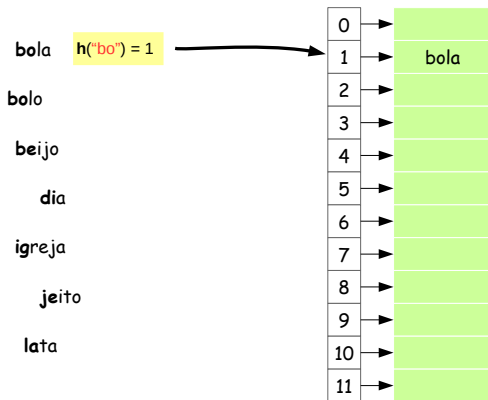 bola h(“bo”) = 1
bolo
beijo
dia
igreja
jeito
lata
0
1 bola
2
3
4
5
6
7
8
9
10
11